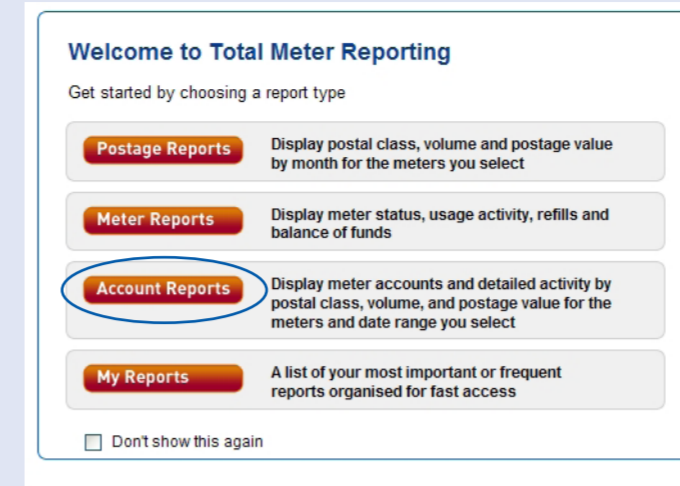 Welcome to Total Meter Reporting
Get started by choosing a report type
Postage Reports
Display postal class, volume and postage value
by month for the meters you select
Meter Reports
Display meter status, usage activity, refills and
balance of funds
Account Reports
Display meter accounts and detailed activity by
postal class, volume, and postage value for the
meters and date range you select
My Reports
A list of your most important or frequent
reports organised for fast access
Don't show this again